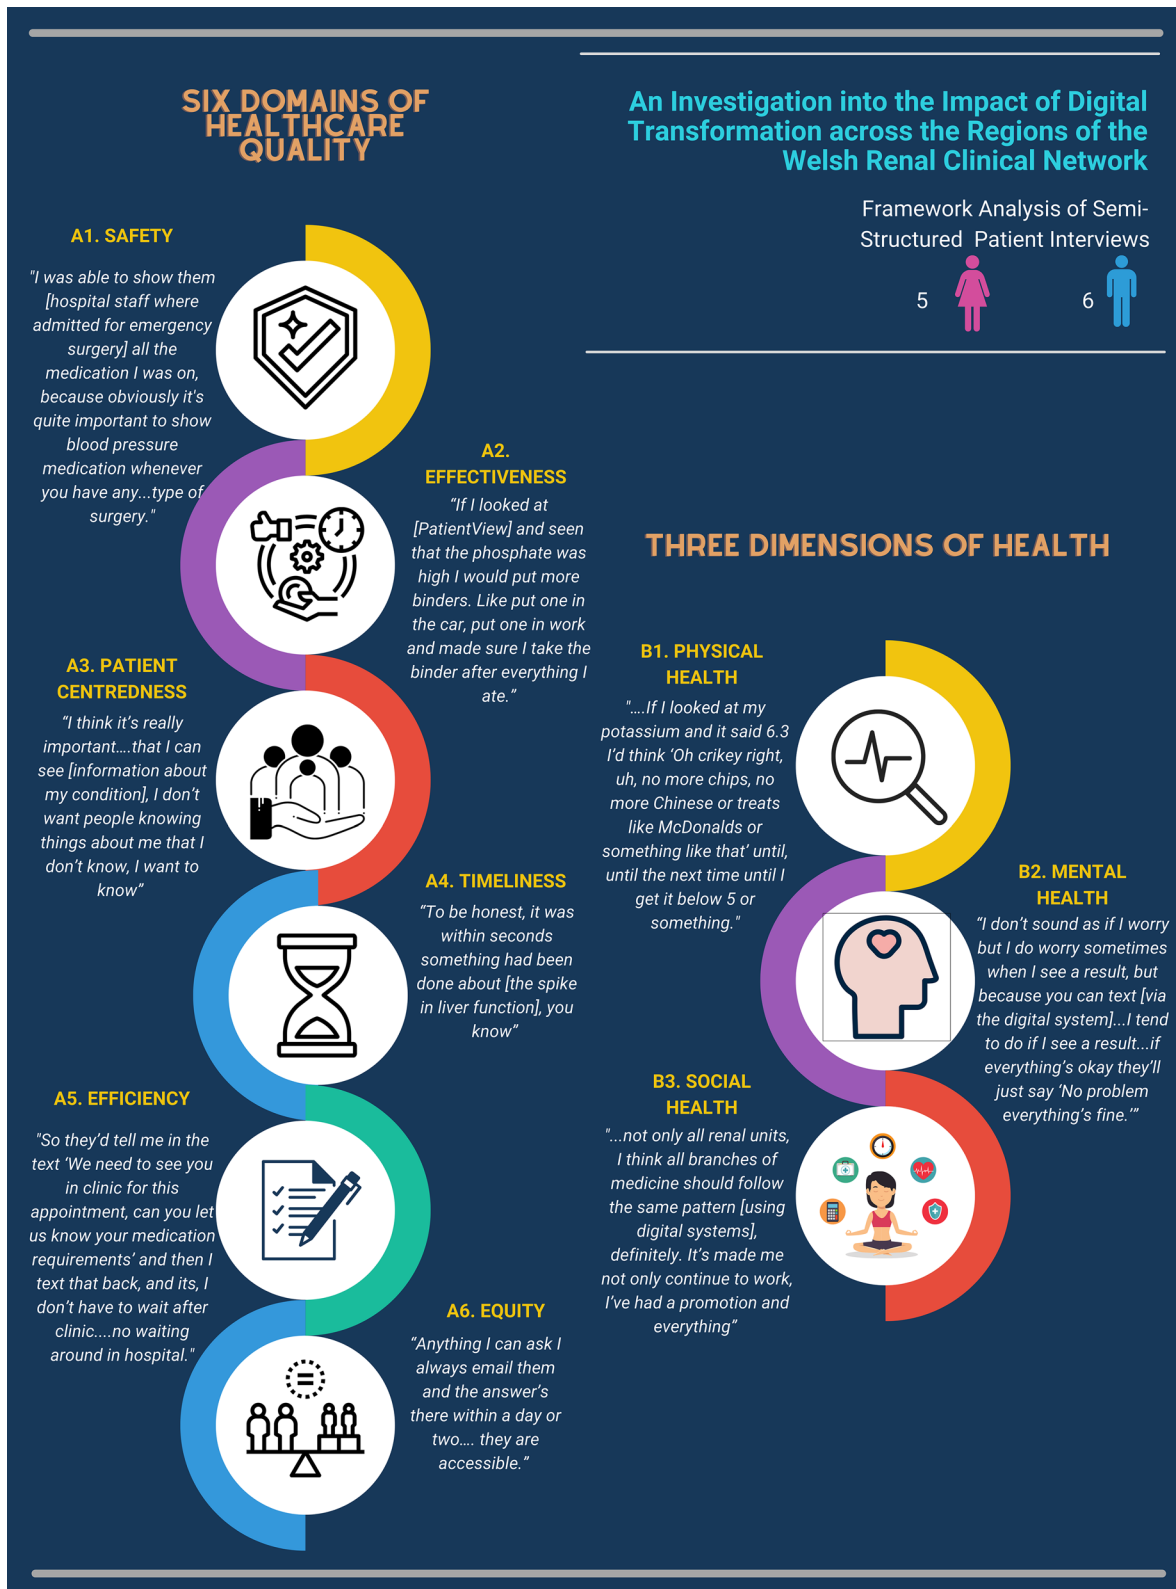 SIX DOMAINS OF
HEALTHCARE
QUALITY
An Investigation into the Impact of Digital
Transformation across the Regions of the
Welsh Renal Clinical Network
Framework Analysis of Semi-
Structured Patient Interviews
5
6
A1. SAFETY
"I was able to show them
[hospital staff where
admitted for emergency
surgery] all the
medication I was on,
because obviously it's
quite important to show
blood pressure
medication whenever
you have any...type of
surgery."
A2.
EFFECTIVENESS
“If I looked at
[PatientView] and seen
that the phosphate was
high I would put more
binders. Like put one in
the car, put one in work
and made sure I take the
binder after everything I
ate.”
A3. PATIENT
CENTREDNESS
“I think it’s really
important....that I can
see [information about
my condition], I don’t
want people knowing
things about me that I
don’t know, I want to
know”
A4. TIMELINESS
“To be honest, it was
within seconds
something had been
done about [the spike
in liver function], you
know”
A5. EFFICIENCY
"So they’d tell me in the
text ‘We need to see you
in clinic for this
appointment, can you let
us know your medication
requirements’ and then I
text that back, and its, I
don’t have to wait after
clinic....no waiting
around in hospital."
A6. EQUITY
“Anything I can ask I
always email them
and the answer’s
there within a day or
two.... they are
accessible.”
THREE DIMENSIONS OF HEALTH
B1. PHYSICAL
HEALTH
"....If I looked at my
potassium and it said 6.3
I’d think ‘Oh crikey right,
uh, no more chips, no
more Chinese or treats
like McDonalds or
something like that’ until,
until the next time until I
get it below 5 or
something."
B2. MENTAL
HEALTH
“I don’t sound as if I worry
but I do worry sometimes
when I see a result, but
because you can text [via
the digital system]...I tend
to do if I see a result...if
everything’s okay they’ll
just say ‘No problem
everything’s fine.’”
B3. SOCIAL
HEALTH
"...not only all renal units,
I think all branches of
medicine should follow
the same pattern [using
digital systems],
definitely. It’s made me
not only continue to work,
I’ve had a promotion and
everything”